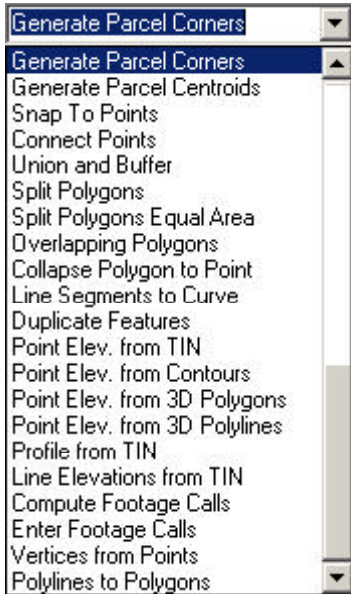 Generate Parcel Corners
Generate Parcel Corners
Generate Parcel Centroids
Snap To Points
Connect Points
Union and Buffer
Split Polygons
Split Polygons Equal Area
Overlapping Polygons
Collapse Polygon to Point
Line Segments to Curve
Duplicate Features
Point Elev. from TIN
Point Elev. from Contours
Point Elev. from 3D Polygons
Point Elev. from 3D Polylines
Profile from TIN
Line Elevations from TIN
Compute Footage Calls
Enter Footage Calls
Vertices from Points
Polylines to Polygons